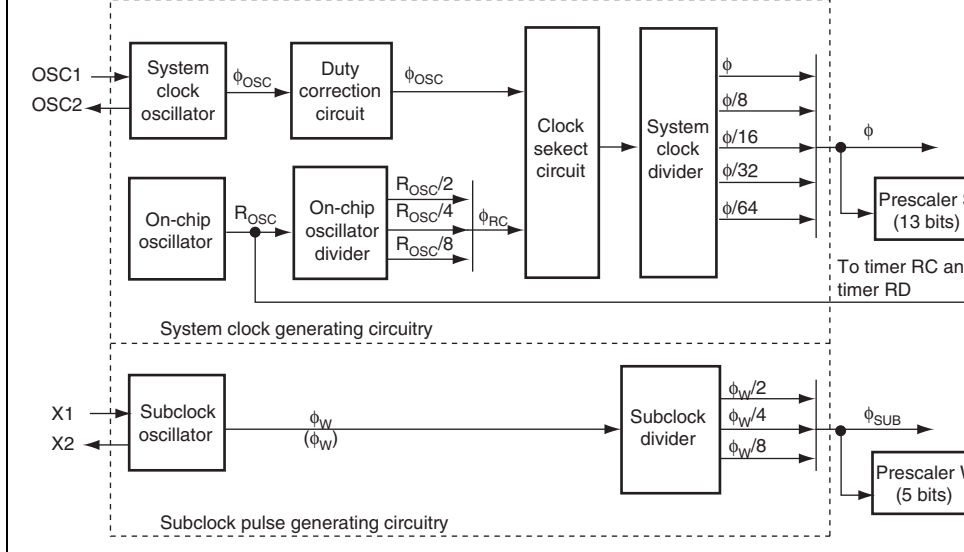 OSC1
OSC2
System
clock
oscillator
ϕOSC
Duty
correction
circuit
ϕOSC
Clock
sekect
circuit
System
clock
divider
ϕ
ϕ/8
ϕ/16
ϕ/32
ϕ/64
ϕ
Prescaler S
(13 bits)
On-chip
oscillator
ROSC
On-chip
oscillator
divider
ROSC/2
ROSC/4
ROSC/8
ϕRC
To timer RC an
timer RD
System clock generating circuitry
X1
X2
Subclock
oscillator
ϕW
(ϕW)
Subclock
divider
ϕW/2
ϕW/4
ϕW/8
ϕSUB
Prescaler W
(5 bits)
Subclock pulse generating circuitry